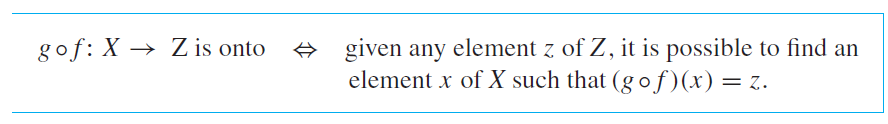 g∘f: X → Z is onto ⇔ given any element z of Z, it is possible to find an
element x of X such that (g∘f)(x) = z.